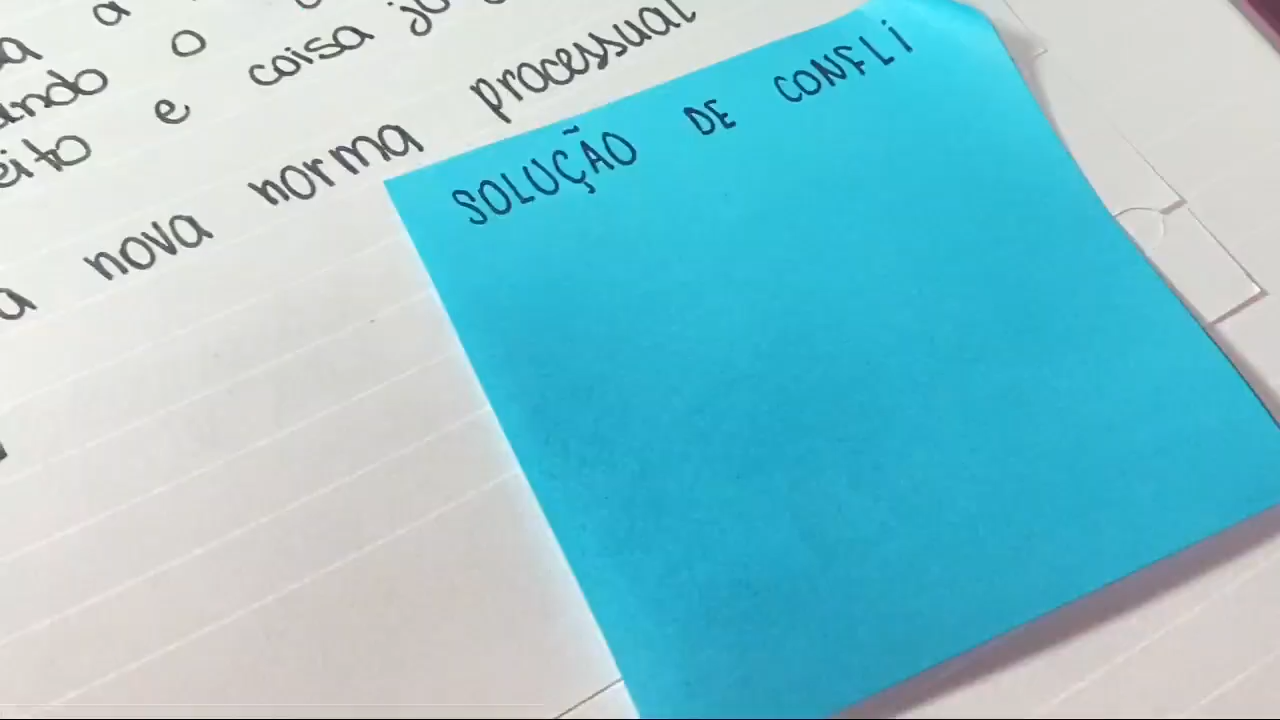 a a
ando o
eito e coisa
a nova norma processual
SOLUÇÃO DE CONFLI